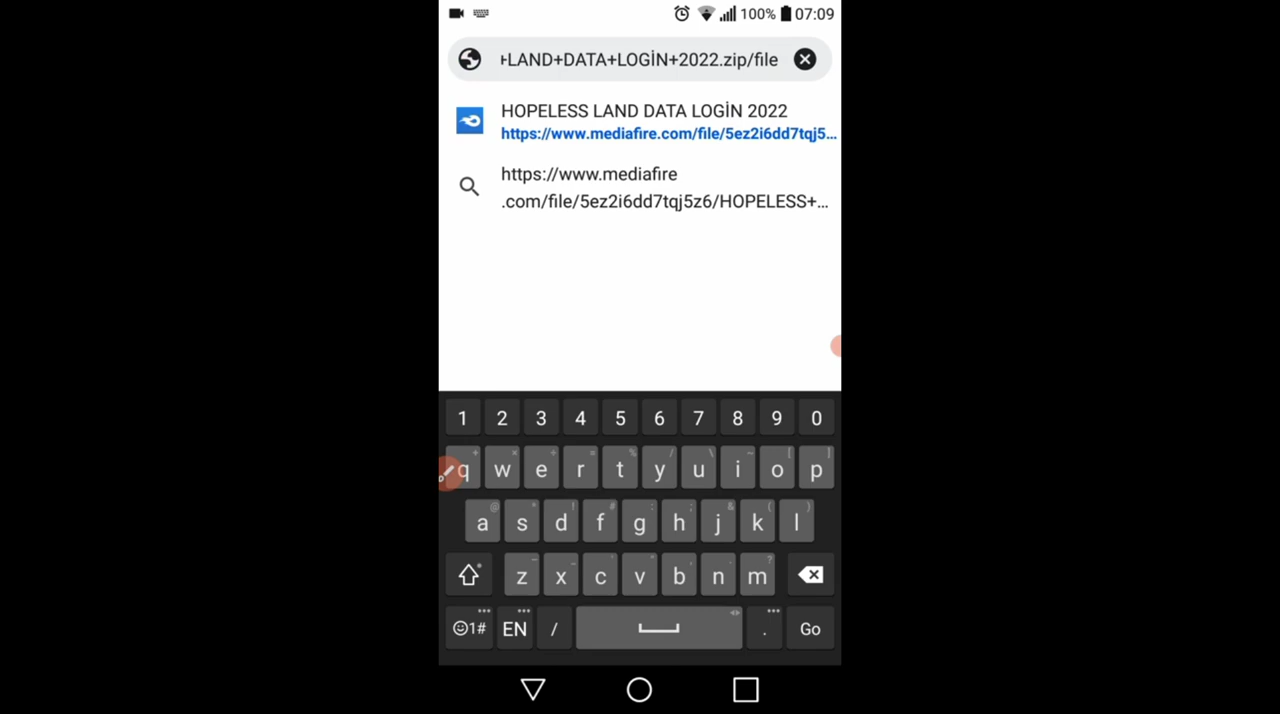 100% 07:09
+LAND+DATA+LOGİN+2022.zip/file
HOPELESS LAND DATA LOGİN 2022
https://www.mediafire.com/file/5ez2i6dd7tqj5...
https://www.mediafire
.com/file/5ez2i6dd7tqj5z6/HOPELESS+...
1 2 3 4 5 6 7 8 9 0
q w e r t y u i o p
a s d f g h j k l
z x c v b n m
1# EN / . Go